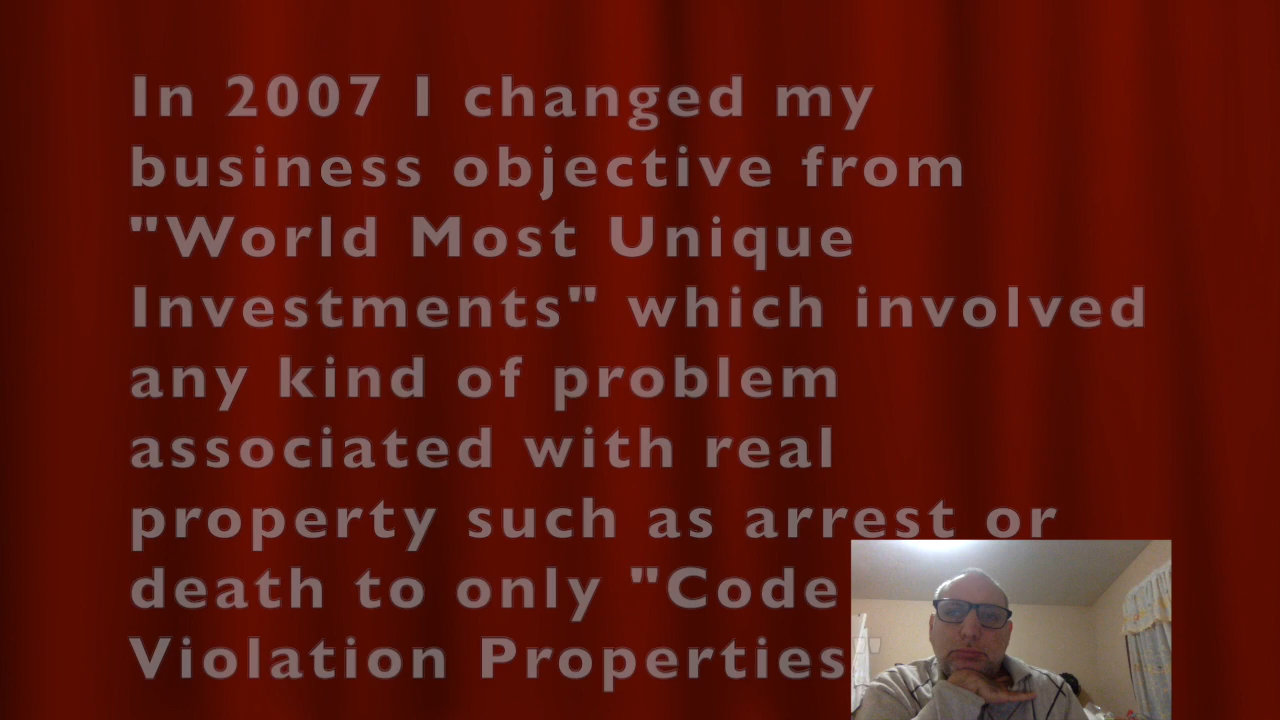 In 2007 I changed my
business objective from
"World Most Unique
Investments" which involved
any kind of problem
associated with real
property such as arrest or
death to only "Code
Violation Properties"